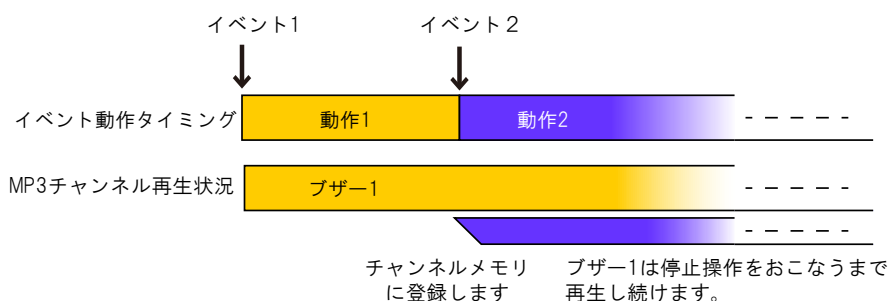 イベント1
イベント２
イベント動作タイミング
動作1
動作2
MP3チャンネル再生状況
ブザー1
チャンネルメモリ
に登録します
ブザー1は停止操作をおこなうまで
再生し続けます。